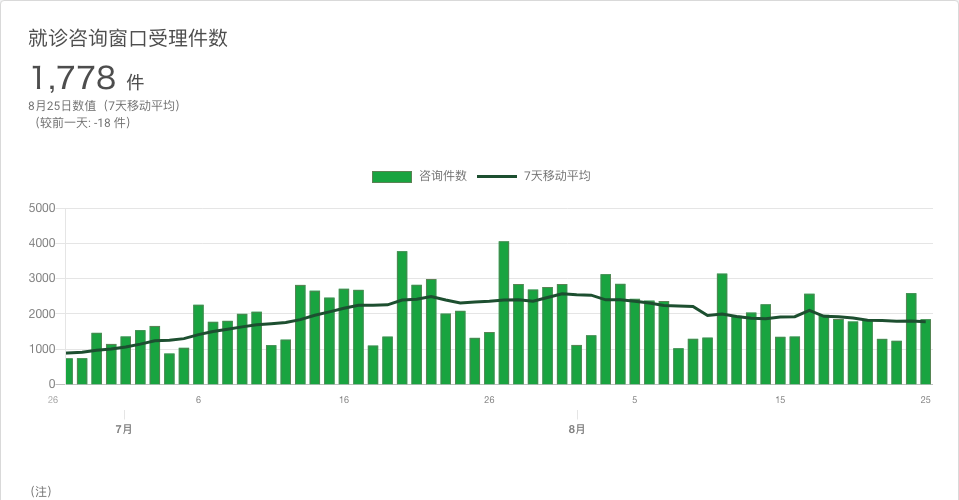 就诊咨询窗口受理件数
1,778 件
8月25日数值（7天移动平均）
（较前一天: -18 件）
咨询件数 7天移动平均
5000
4000
3000
2000
1000
0
26 6 16 26 5 15 25
7月 8月
（注）